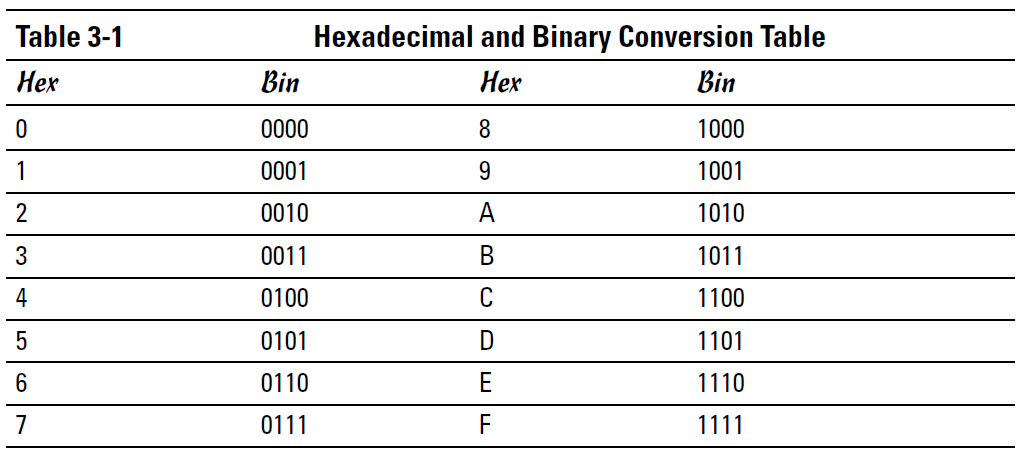 Table 3-1 Hexadecimal and Binary Conversion Table
Hex Bin Hex Bin
0 0000 8 1000
1 0001 9 1001
2 0010 A 1010
3 0011 B 1011
4 0100 C 1100
5 0101 D 1101
6 0110 E 1110
7 0111 F 1111